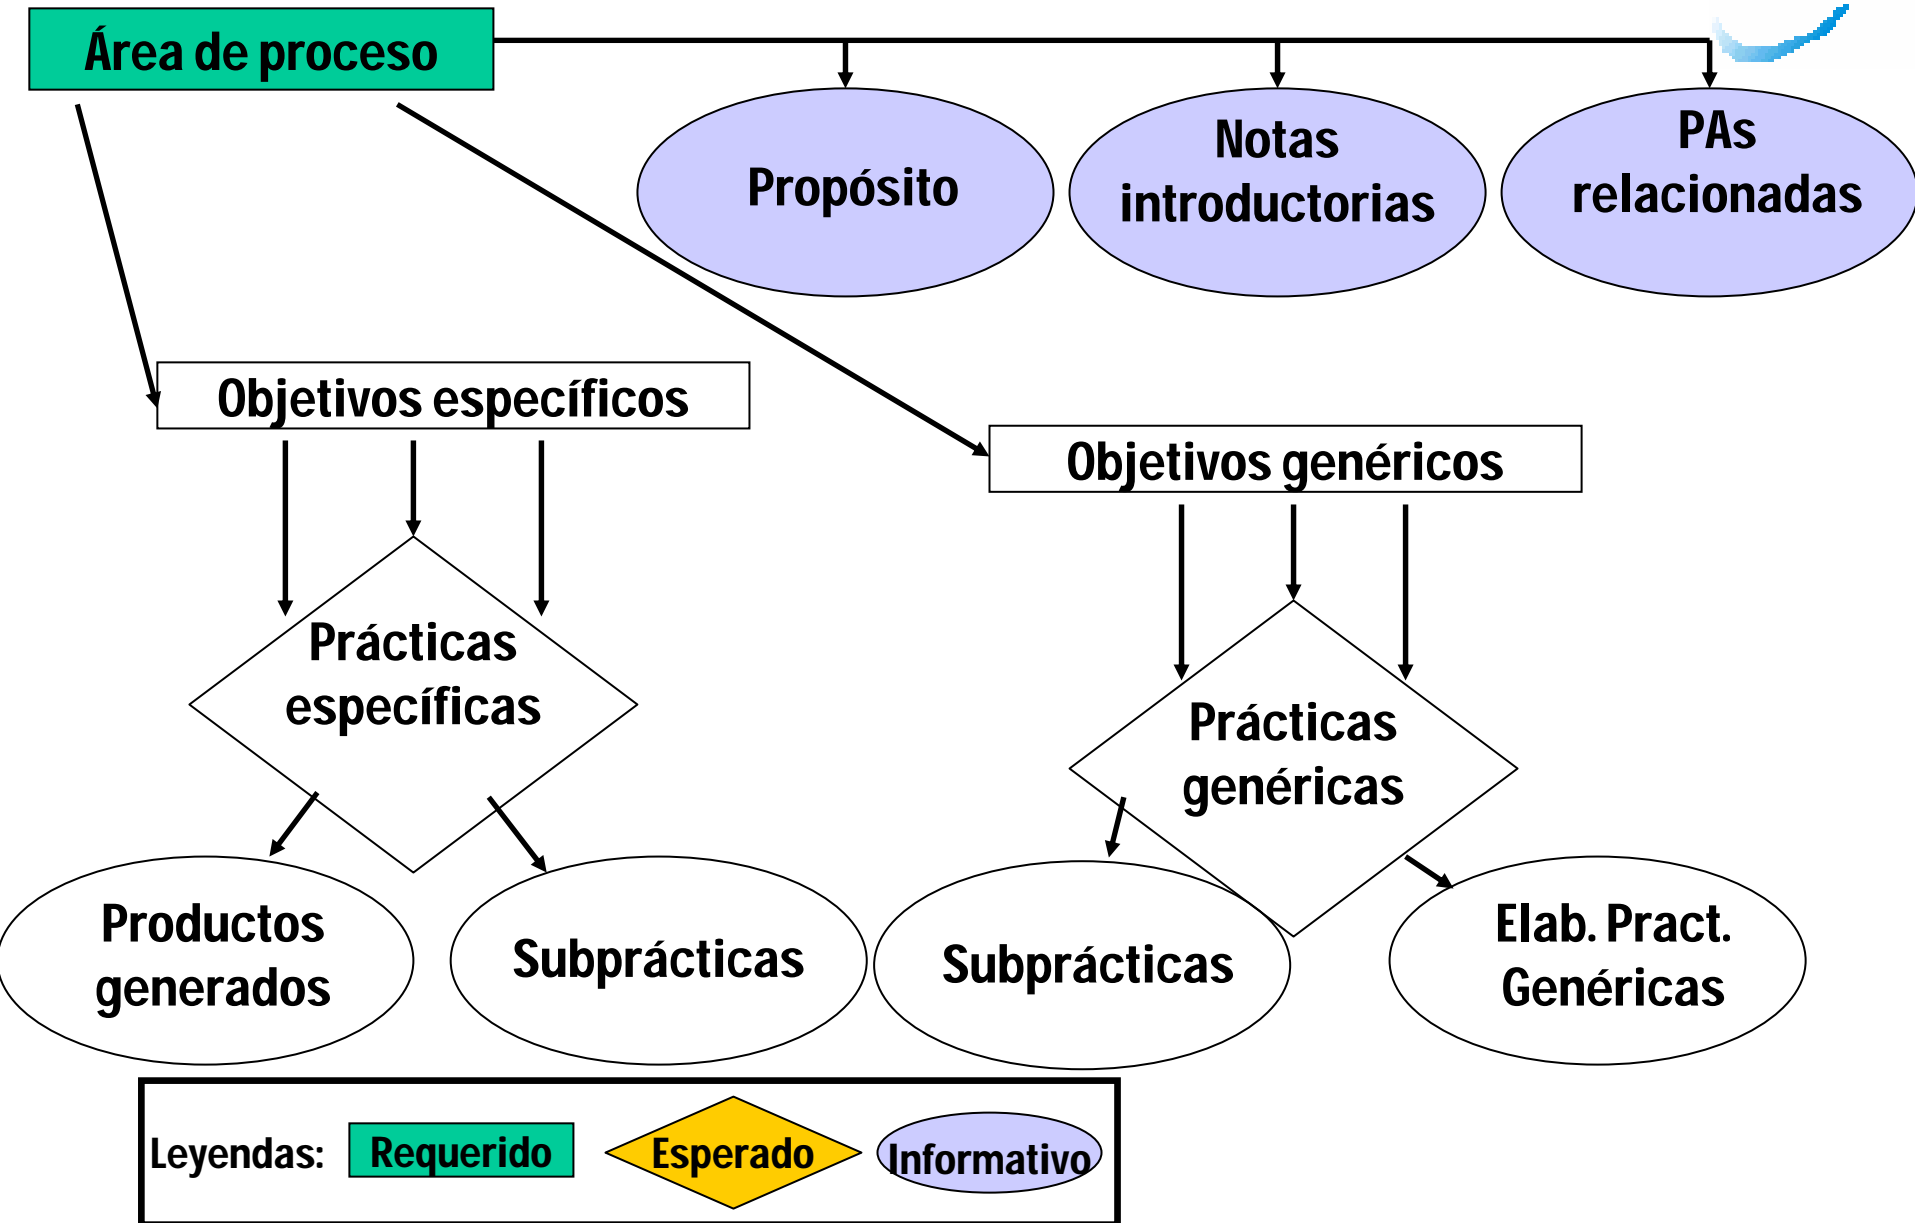 Área de proceso
Propósito
Notas
introductorias
PAs
relacionadas
Objetivos específicos
Objetivos genéricos
Prácticas
específicas
Prácticas
genéricas
Productos
generados
Subprácticas
Subprácticas
Elab. Pract.
Genéricas
Leyendas: Requerido Esperado Informativo